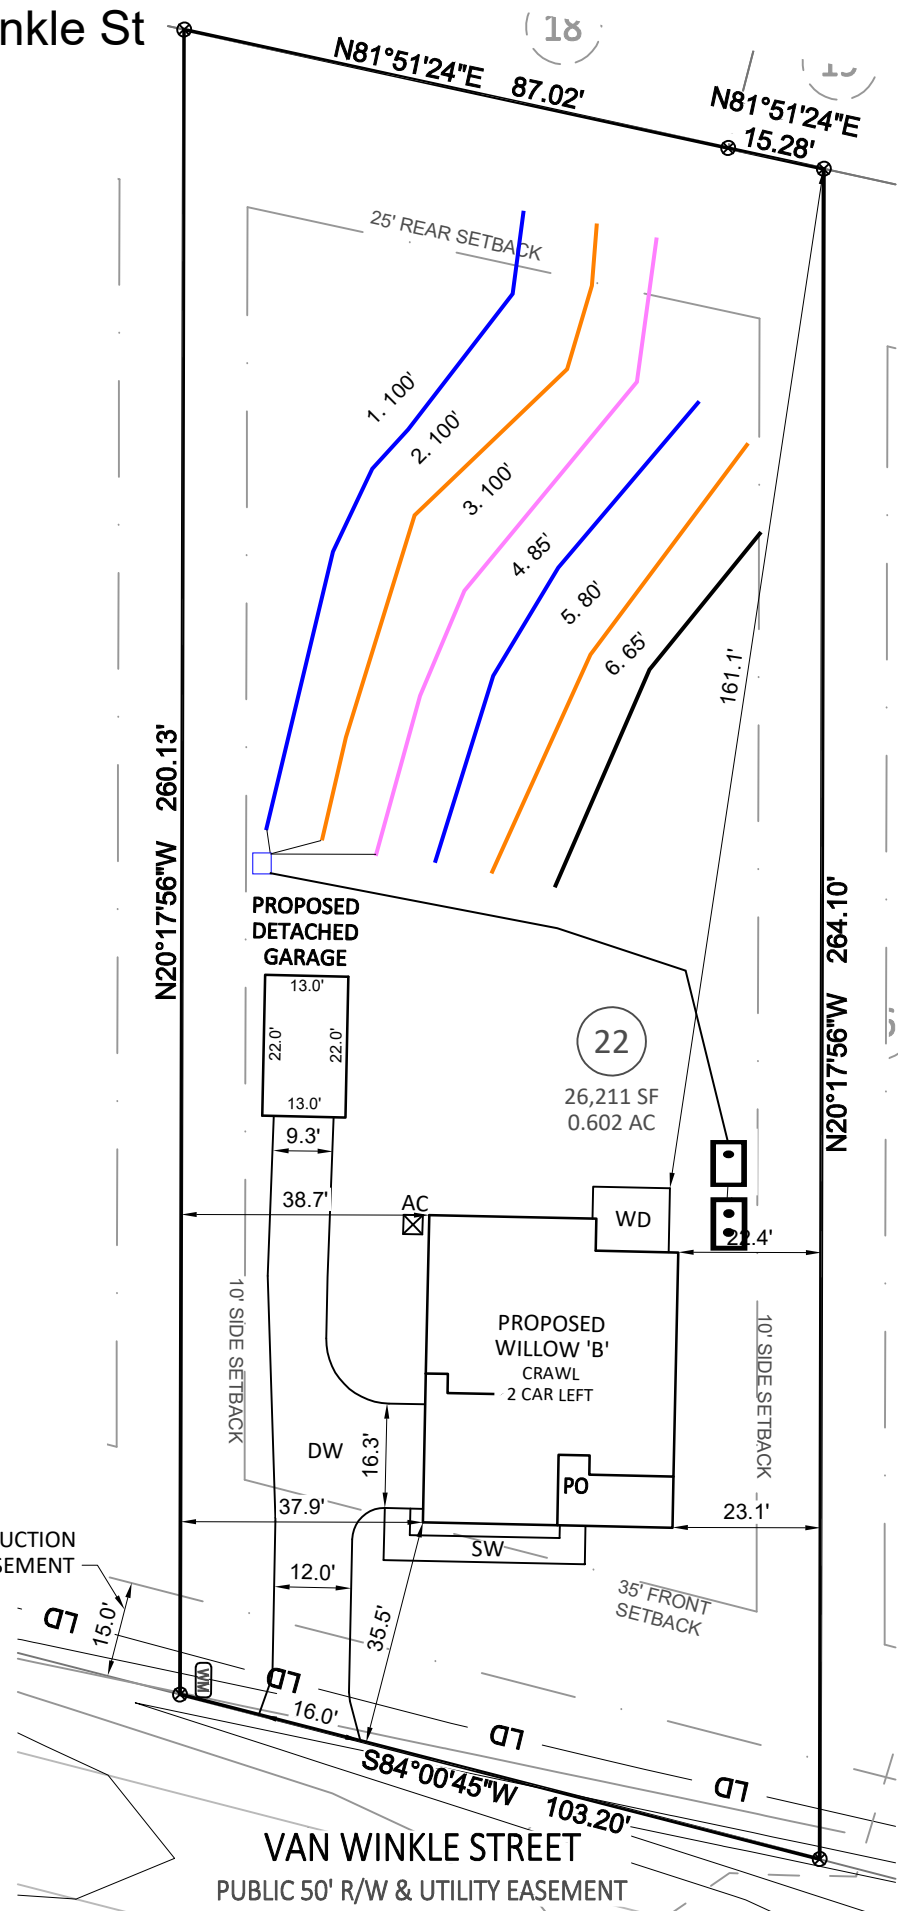 nkle St
18
N81°51'24"E 87.02'
N81°51'24"E
15.28'
25' REAR SETBACK
1. 100'
2. 100'
3. 100'
4. 85'
5. 80'
6. 65'
161.1'
N20°17'56"W 260.13'
N20°17'56"W 264.10'
PROPOSED
DETACHED
GARAGE
13.0'
22.0'
22.0'
13.0'
9.3'
22
26,211 SF
0.602 AC
38.7'
AC
WD
22.4'
10' SIDE SETBACK
PROPOSED
WILLOW 'B'
CRAWL
2 CAR LEFT
10' SIDE SETBACK
DW
16.3'
PO
37.9'
23.1'
SW
UCTION
SEMENT
12.0'
35' FRONT
SETBACK
15.0'
35.5'
LD
LD
WM
16.0'
LD
LD
S84°00'45"W 103.20'
VAN WINKLE STREET
PUBLIC 50' R/W & UTILITY EASEMENT